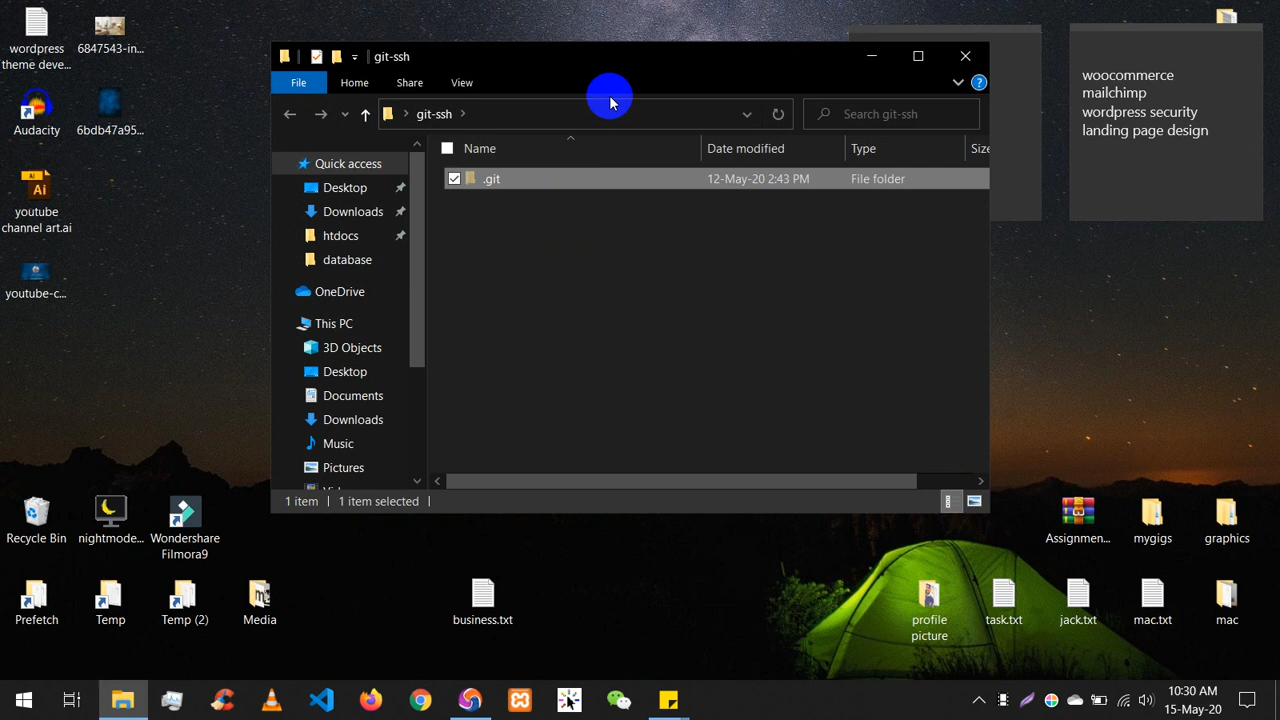 wordpress
theme deve...
6847543-in...
Audacity
6bdb47a95...
youtube
channel art.ai
youtube-c...
git-ssh
File
Home
Share
View
git-ssh
Search git-ssh
Name
Date modified
Type
Size
.git
12-May-20 2:43 PM
File folder
Quick access
Desktop
Downloads
htdocs
database
OneDrive
This PC
3D Objects
Desktop
Documents
Downloads
Music
Pictures
1 item
1 item selected
woocommerce
mailchimp
wordpress security
landing page design
Recycle Bin
nightmode...
Wondershare
Filmora9
Assignmen...
mygigs
graphics
Prefetch
Temp
Temp (2)
Media
business.txt
profile
picture
task.txt
jack.txt
mac.txt
mac
10:30 AM
15-May-20